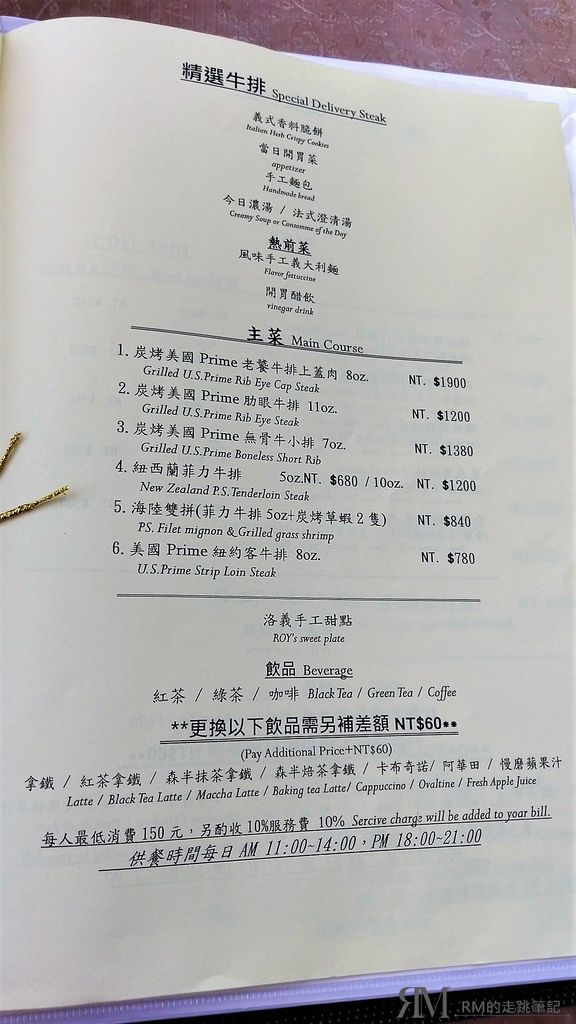 精選牛排 Special Delivery Steak
義式香料脆餅
Italian Herb Crispy Cookies
當日開胃菜
appetizer
手工麵包
Handmade bread
今日濃湯 / 法式澄清湯
Creamy Soup or Consomme of the Day
熱前菜
風味手工義大利麵
Flavor fettuccine
開胃醋飲
vinegar drink
主菜 Main Course
1. 炭烤美國 Prime 老饕牛排上蓋肉 8oz. NT. $1900
Grilled U.S.Prime Rib Eye Cap Steak
2. 炭烤美國 Prime 肋眼牛排 11oz. NT. $1200
Grilled U.S.Prime Rib Eye Steak
3. 炭烤美國 Prime 無骨牛小排 7oz. NT. $1380
Grilled U.S.Prime Boneless Short Rib
4. 紐西蘭菲力牛排 5oz.NT. $680 / 10oz. NT. $1200
New Zealand P.S.Tenderloin Steak
5. 海陸雙拼(菲力牛排 5oz+炭烤草蝦 2 隻) NT. $840
PS. Filet mignon & Grilled grass shrimp
6. 美國 Prime 紐約客牛排 8oz. NT. $780
U.S.Prime Strip Loin Steak
洛義手工甜點
ROY's sweet plate
飲品 Beverage
紅茶 / 綠茶 / 咖啡 Black Tea / Green Tea / Coffee
**更換以下飲品需另補差額 NT$60**
(Pay Additional Price+NT$60)
拿鐵 / 紅茶拿鐵 / 森半抹茶拿鐵 / 森半焙茶拿鐵 / 卡布奇諾/ 阿華田 / 慢磨蘋果汁
Latte / Black Tea Latte / Maccha Latte / Baking tea Latte/ Cappuccino / Ovaltine / Fresh Apple Juice
每人最低消費 150 元，另酌收 10%服務費 10% Sercive charge will be added to yoar bill.
供餐時間每日 AM 11:00~14:00，PM 18:00~21:00
RM RM的走跳筆記